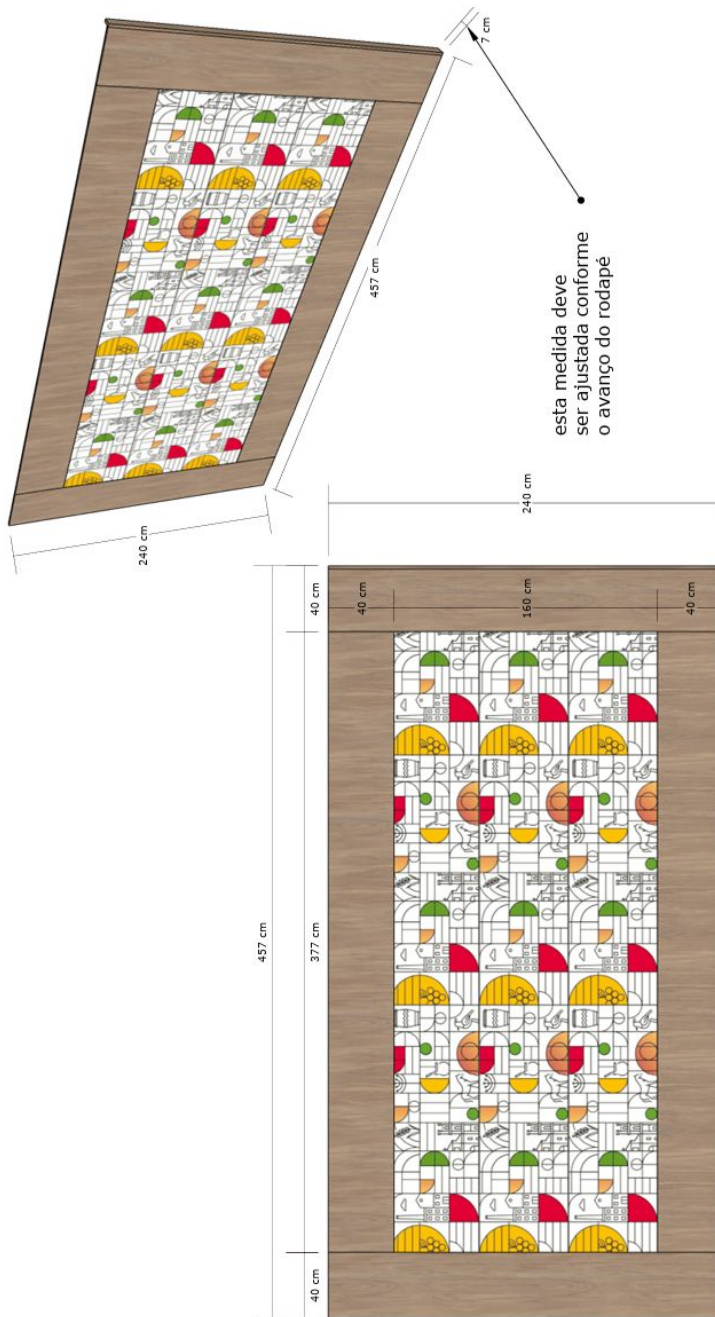 7 cm
457 cm
240 cm
esta medida deve
ser ajustada conforme
o avanço do rodapé
240 cm
40 cm
40 cm
160 cm
40 cm
457 cm
377 cm
40 cm